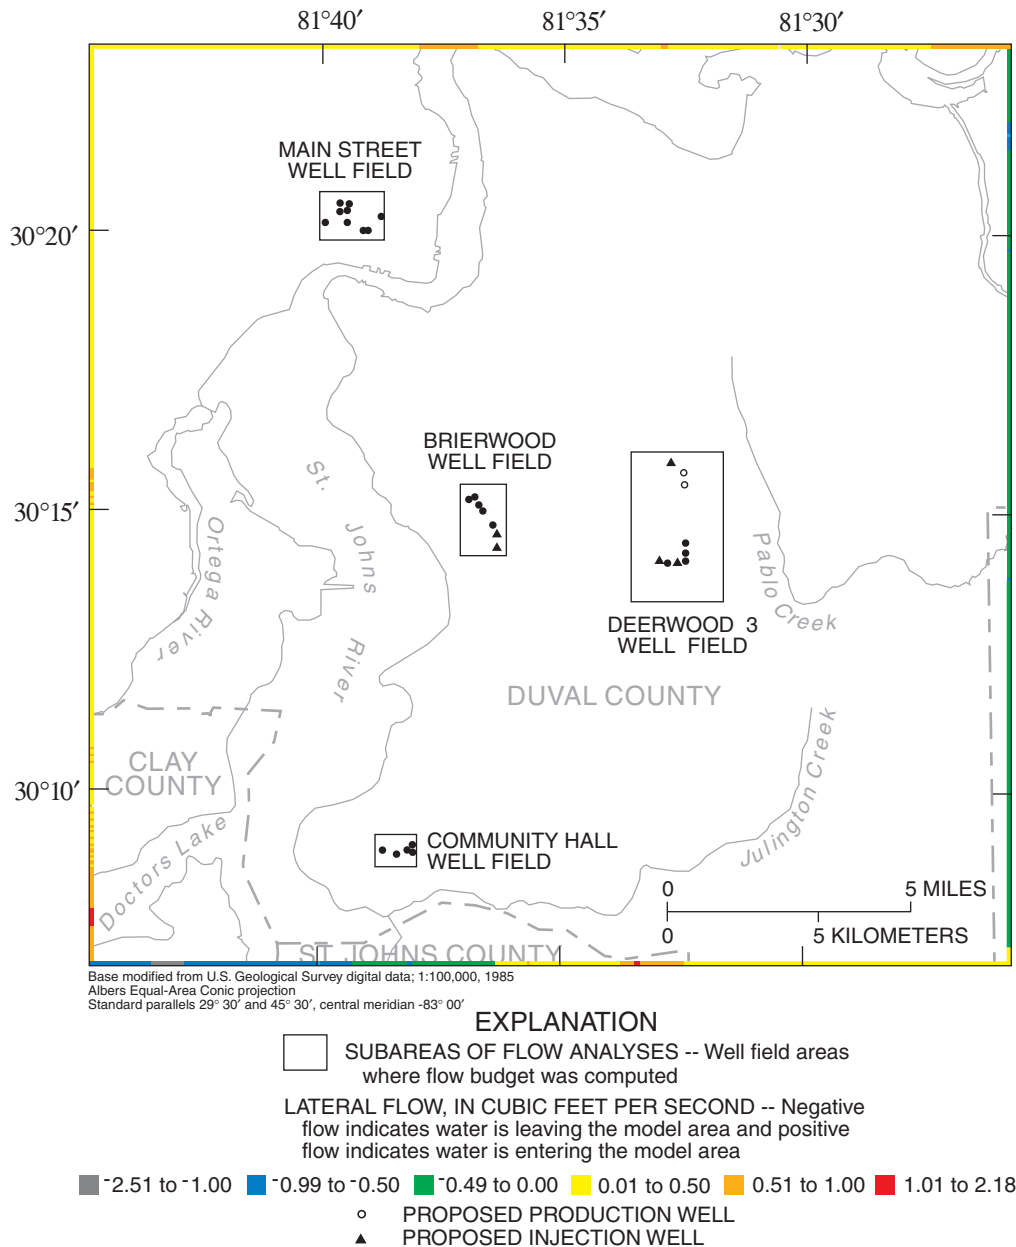 81°40′ 81°35′ 81°30′
MAIN STREET
WELL FIELD
30°20′
BRIERWOOD
WELL FIELD
St. Johns River
30°15′
Ortega River
Pablo Creek
DEERWOOD 3
WELL FIELD
DUVAL COUNTY
CLAY
COUNTY
30°10′
Julington Creek
Doctors Lake
COMMUNITY HALL
WELL FIELD
0 5 MILES
0 5 KILOMETERS
ST JOHNS COUNTY
Base modified from U.S. Geological Survey digital data; 1:100,000, 1985
Albers Equal-Area Conic projection
Standard parallels 29° 30′ and 45° 30′, central meridian -83° 00′
EXPLANATION
SUBAREAS OF FLOW ANALYSES -- Well field areas
where flow budget was computed
LATERAL FLOW, IN CUBIC FEET PER SECOND -- Negative
flow indicates water is leaving the model area and positive
flow indicates water is entering the model area
-2.51 to -1.00 -0.99 to -0.50 -0.49 to 0.00 0.01 to 0.50 0.51 to 1.00 1.01 to 2.18
PROPOSED PRODUCTION WELL
PROPOSED INJECTION WELL